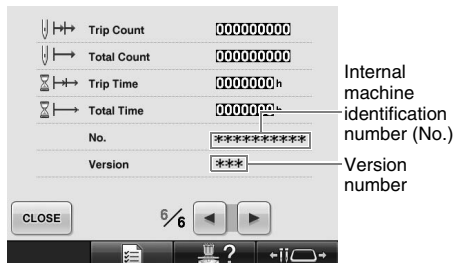 Trip Count 000000000
Total Count 000000000
Trip Time 0000000h
Total Time 0000000h
No. **********
Version ***
Internal
machine
identification
number (No.)
Version
number
CLOSE 6/6
?